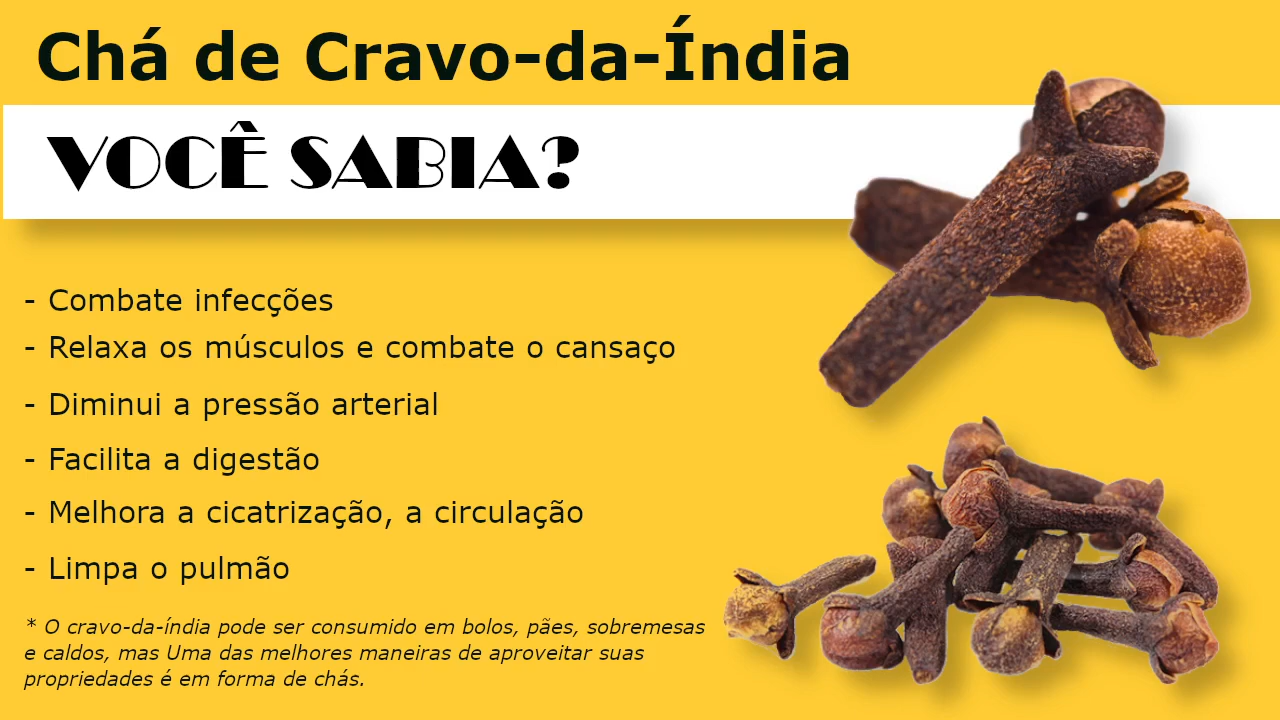 Chá de Cravo-da-Índia
VOCÊ SABIA?
- Combate infecções
- Relaxa os músculos e combate o cansaço
- Diminui a pressão arterial
- Facilita a digestão
- Melhora a cicatrização, a circulação
- Limpa o pulmão
* O cravo-da-índia pode ser consumido em bolos, pães, sobremesas
e caldos, mas Uma das melhores maneiras de aproveitar suas
propriedades é em forma de chás.